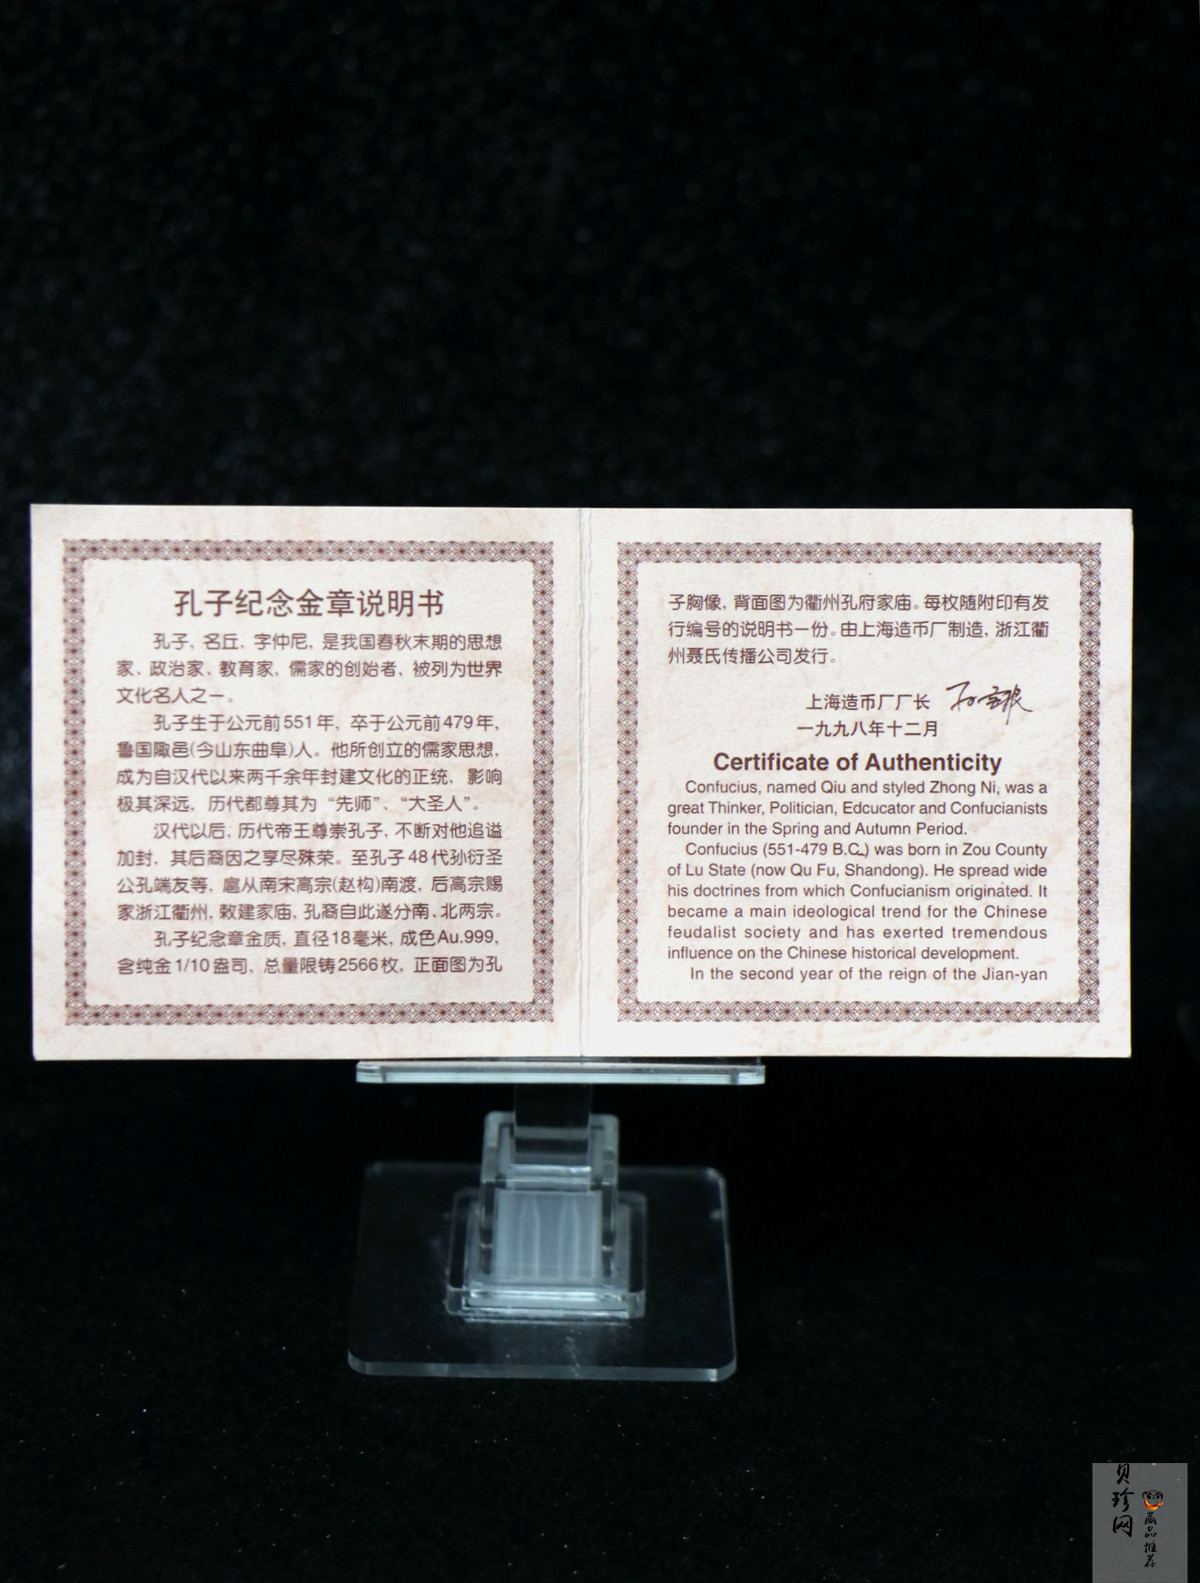 孔子纪念金章说明书
孔子，名丘，字仲尼，是我国春秋末期的思想
家、政治家、教育家，儒家的创始者，被列为世界
文化名人之一。
孔子生于公元前551年，卒于公元前479年，
鲁国陬邑(今山东曲阜)人。他所创立的儒家思想，
成为自汉代以来两千余年封建文化的正统，影响
极其深远，历代都尊其为“先师”、“大圣人”。
汉代以后，历代帝王尊崇孔子，不断对他追谥
加封，其后裔因之享尽殊荣。至孔子48代孙衍圣
公孔端友等，扈从南宋高宗(赵构)南渡，后高宗赐
家浙江衢州，敕建家庙，孔裔自此遂分南、北两宗。
孔子纪念章金质，直径18毫米，成色Au.999，
含纯金1/10盎司，总量限铸2566枚，正面图为孔
子胸像，背面图为衢州孔府家庙。每枚随附印有发
行编号的说明书一份。由上海造币厂制造，浙江衢
州聂氏传播公司发行。
上海造币厂厂长
一九九八年十二月
Certificate of Authenticity
Confucius, named Qiu and styled Zhong Ni, was a
great Thinker, Politician, Edcucator and Confucianists
founder in the Spring and Autumn Period.
Confucius (551-479 B.C.) was born in Zou County
of Lu State (now Qu Fu, Shandong). He spread wide
his doctrines from which Confucianism originated. It
became a main ideological trend for the Chinese
feudalist society and has exerted tremendous
influence on the Chinese historical development.
In the second year of the reign of the Jian-yan
贝珍网
藏品推荐